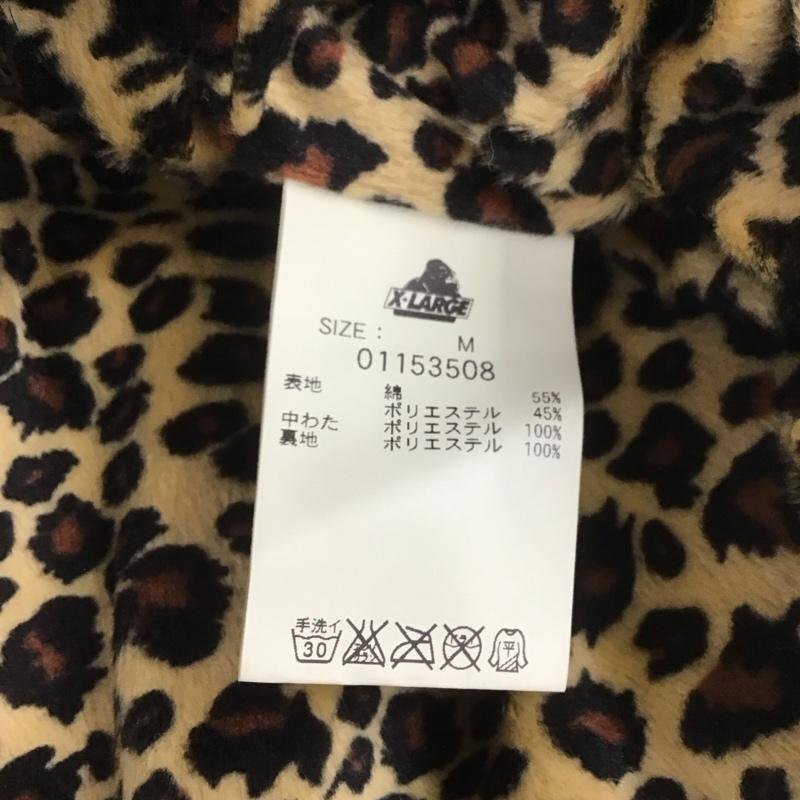 X-LARGE
SIZE : M
01153508
表地 綿 55%
ポリエステル 45%
中わた ポリエステル 100%
裏地 ポリエステル 100%
手洗イ
30
平